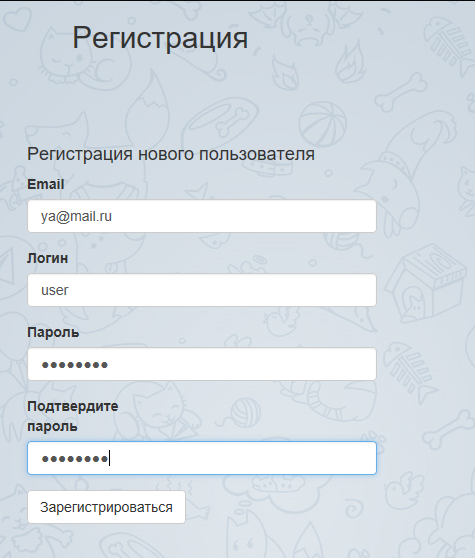 Регистрация
Регистрация нового пользователя
Email
ya@mail.ru
Логин
user
Пароль
●●●●●●●●
Подтвердите
пароль
●●●●●●●●
Зарегистрироваться